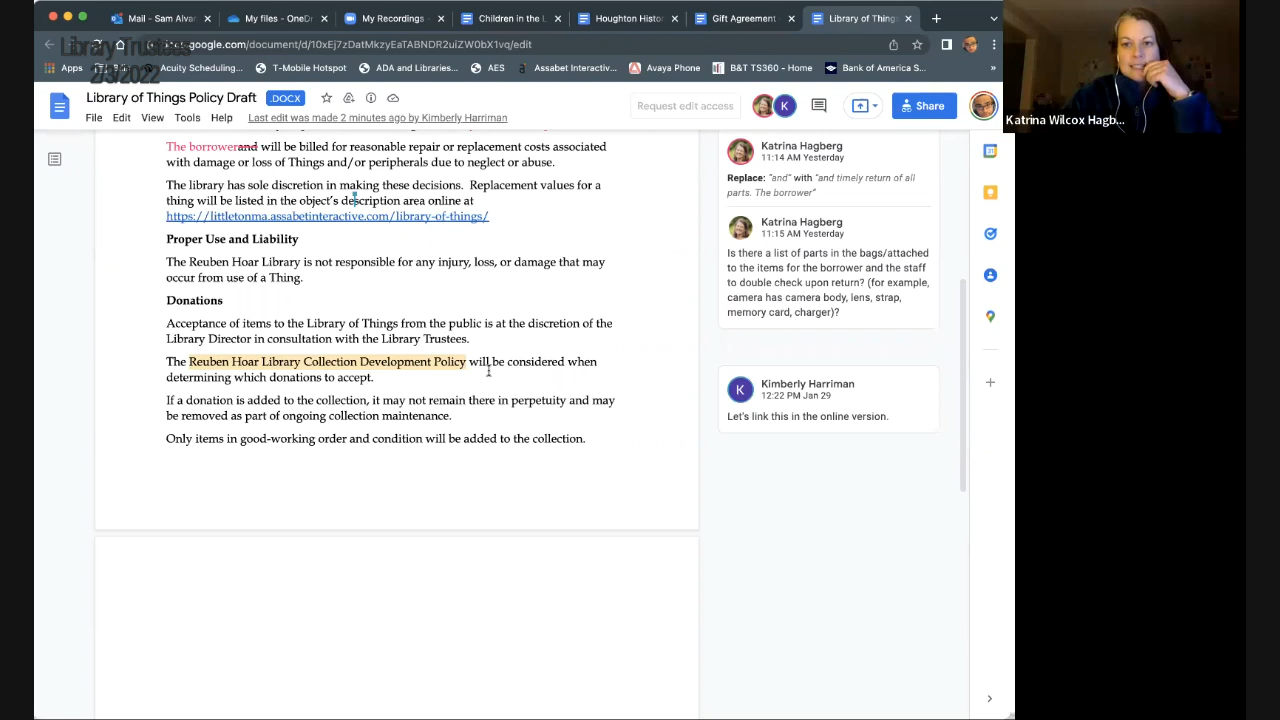 Mail - Sam Alvar
My files - OneDr
My Recordings -
Children in the L
Houghton Histor
Gift Agreement
Library of Thing
.google.com/document/d/10xEj7zDatMkzyEaTABNDR2uiZW0bX1vq/edit
Library Trustees
2/3/2022
Apps
Acuity Scheduling...
T-Mobile Hotspot
ADA and Libraries...
AES
Assabet Interactiv...
Avaya Phone
B&T TS360 - Home
Bank of America S...
»
Library of Things Policy Draft
.DOCX
Request edit access
K
Share
File Edit View Tools Help Last edit was made 2 minutes ago by Kimberly Harriman
Katrina Wilcox Hagb...
The borrowerand will be billed for reasonable repair or replacement costs associated
with damage or loss of Things and/or peripherals due to neglect or abuse.
The library has sole discretion in making these decisions. Replacement values for a
thing will be listed in the object's description area online at
https://littletonma.assabetinteractive.com/library-of-things/
Proper Use and Liability
The Reuben Hoar Library is not responsible for any injury, loss, or damage that may
occur from use of a Thing.
Donations
Acceptance of items to the Library of Things from the public is at the discretion of the
Library Director in consultation with the Library Trustees.
The Reuben Hoar Library Collection Development Policy will be considered when
determining which donations to accept.
If a donation is added to the collection, it may not remain there in perpetuity and may
be removed as part of ongoing collection maintenance.
Only items in good-working order and condition will be added to the collection.
Katrina Hagberg
11:14 AM Yesterday
Replace: "and" with "and timely return of all
parts. The borrower"
Katrina Hagberg
11:15 AM Yesterday
Is there a list of parts in the bags/attached
to the items for the borrower and the staff
to double check upon return? (for example,
camera has camera body, lens, strap,
memory card, charger)?
K
Kimberly Harriman
12:22 PM Jan 29
Let's link this in the online version.